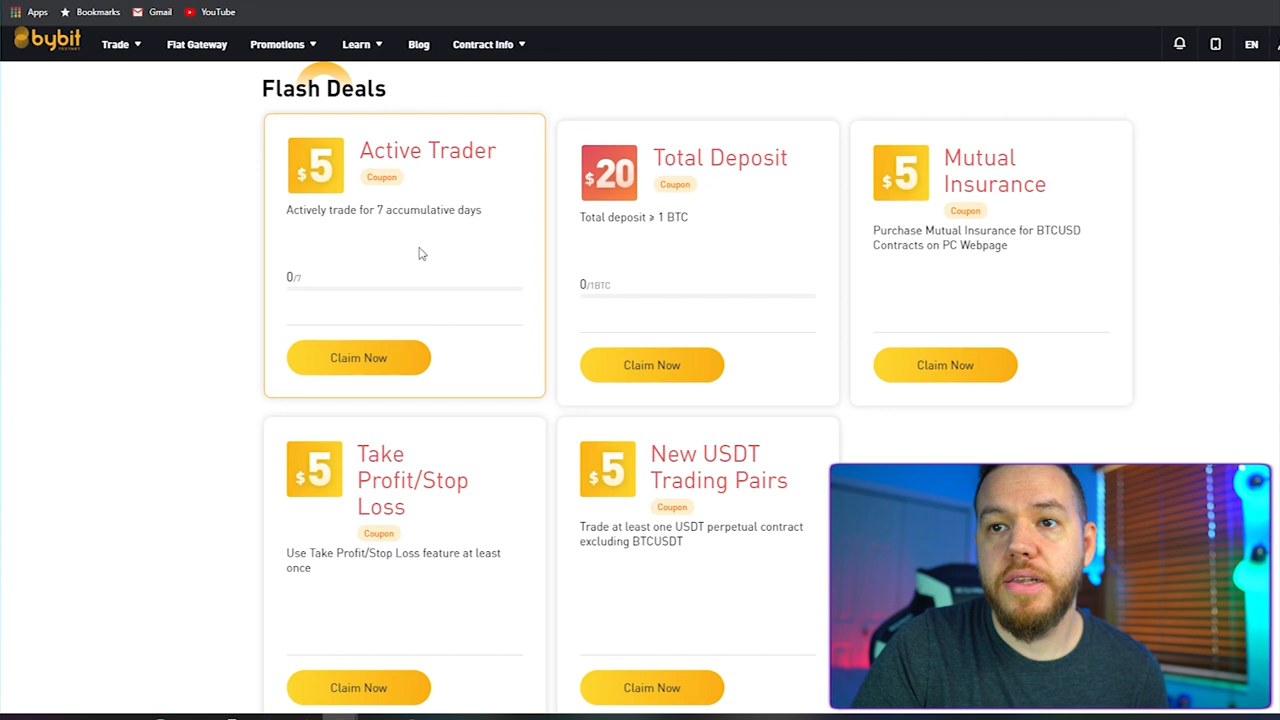 Apps Bookmarks Gmail YouTube
bybit
TESTNET
Trade Fiat Gateway Promotions Learn Blog Contract Info EN
Flash Deals
$5
Active Trader
Coupon
Actively trade for 7 accumulative days
0/7
Claim Now
$20
Total Deposit
Coupon
Total deposit ≥ 1 BTC
0/1BTC
Claim Now
$5
Mutual
Insurance
Coupon
Purchase Mutual Insurance for BTCUSD
Contracts on PC Webpage
Claim Now
$5
Take
Profit/Stop
Loss
Coupon
Use Take Profit/Stop Loss feature at least
once
Claim Now
$5
New USDT
Trading Pairs
Coupon
Trade at least one USDT perpetual contract
excluding BTCUSDT
Claim Now